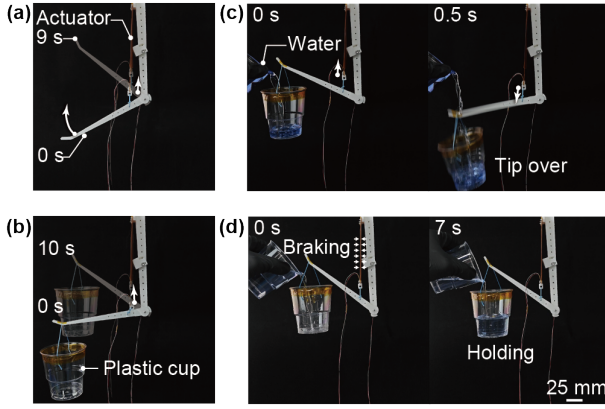 (a)
Actuator
9 s
0 s
(b)
10 s
0 s
Plastic cup
(c)
0 s
Water
0.5 s
Tip over
(d)
0 s
Braking
7 s
Holding
25 mm